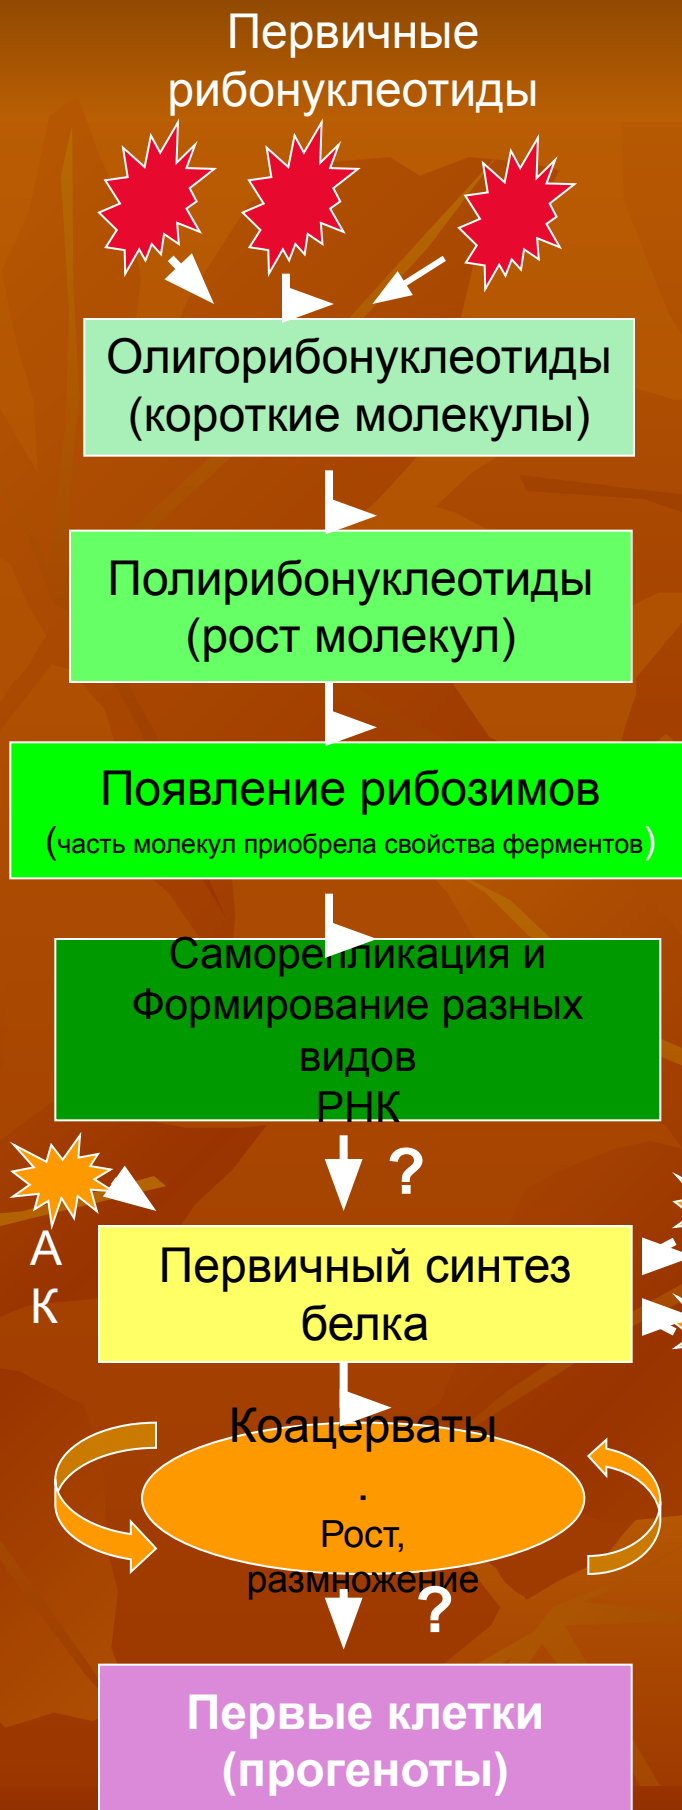 Первичные
рибонуклеотиды
Олигорибонуклеотиды
(короткие молекулы)
Полирибонуклеотиды
(рост молекул)
Появление рибозимов
(часть молекул приобрела свойства ферментов)
Саморепликация и
Формирование разных
видов
РНК
?
А
К
Первичный синтез
белка
Коацерваты
.
Рост,
размножение
?
Первые клетки
(прогеноты)